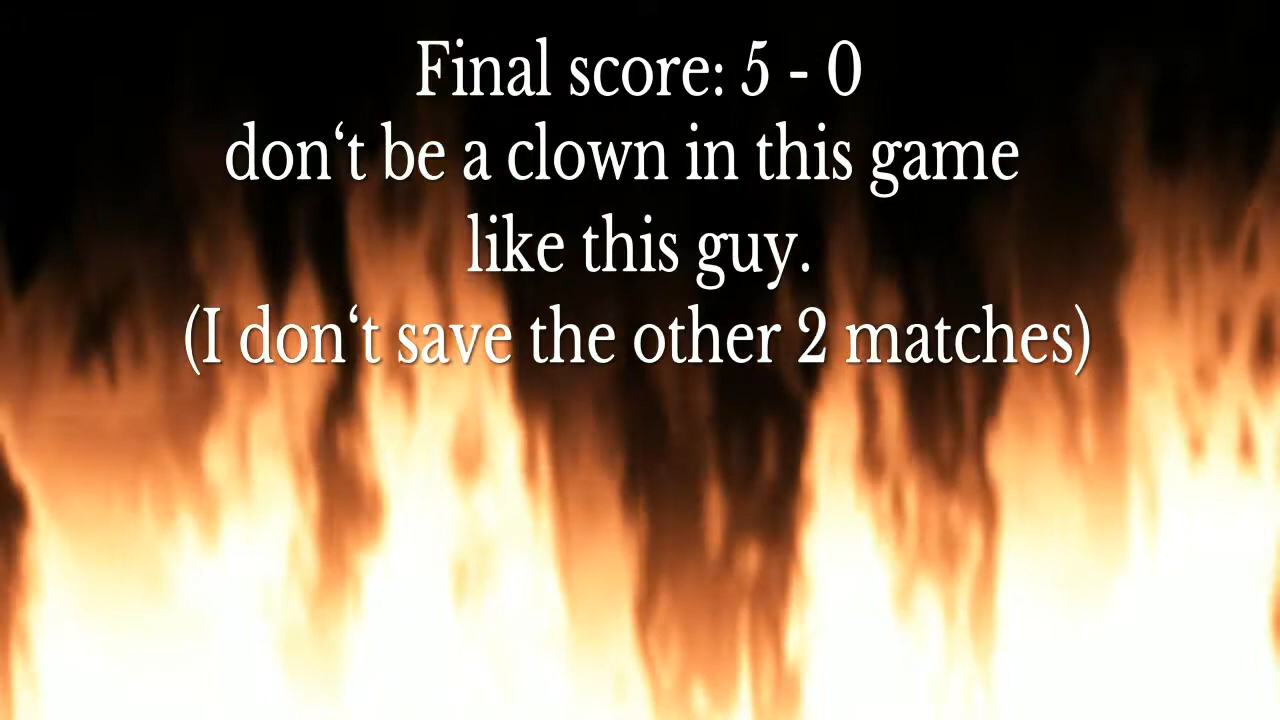 Final score: 5 - 0
don‘t be a clown in this game
like this guy.
(I don‘t save the other 2 matches)